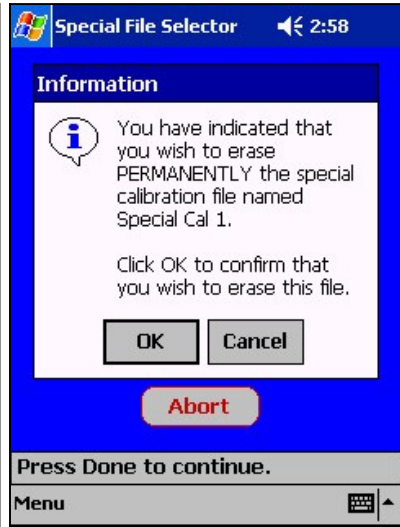 Special File Selector 2:58
Information
You have indicated that
you wish to erase
PERMANENTLY the special
calibration file named
Special Cal 1.
Click OK to confirm that
you wish to erase this file.
OK Cancel
Abort
Press Done to continue.
Menu